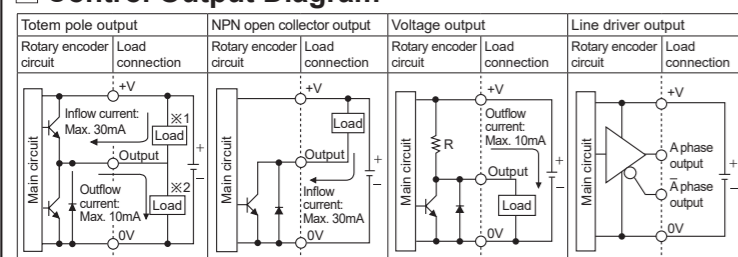 Control Output Diagram
Totem pole output
NPN open collector output
Voltage output
Line driver output
Rotary encoder circuit
Load connection
Rotary encoder circuit
Load connection
Rotary encoder circuit
Load connection
Rotary encoder circuit
Load connection
Main circuit
+V
Inflow current:
Max. 30mA
※1
Load
Output
Outflow
current:
Max. 10mA
※2
Load
0V
+
−
Main circuit
+V
Load
Output
Inflow
current:
Max. 30mA
0V
+
−
Main circuit
+V
R
Outflow
current:
Max. 10mA
Output
Load
0V
+
−
Main circuit
+V
A phase
output
A̅ phase
output
0V
+
−